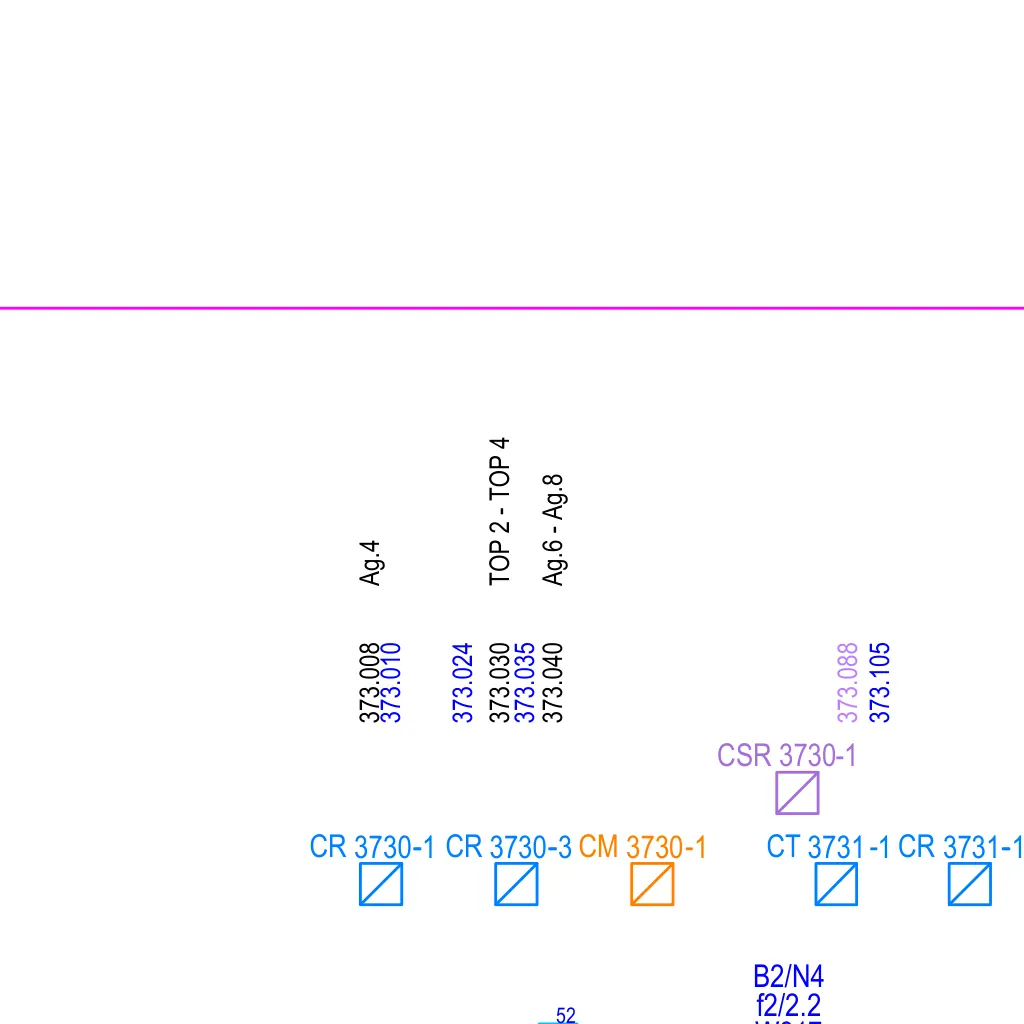 Ag.4
TOP 2 - TOP 4
Ag.6 - Ag.8
373.008
373.010
373.024
373.030
373.035
373.040
373.088
373.105
CSR 3730-1
CR 3730-1
CR 3730-3
CM 3730-1
CT 3731 -1
CR 3731-1
B2/N4
f2/2.2
52